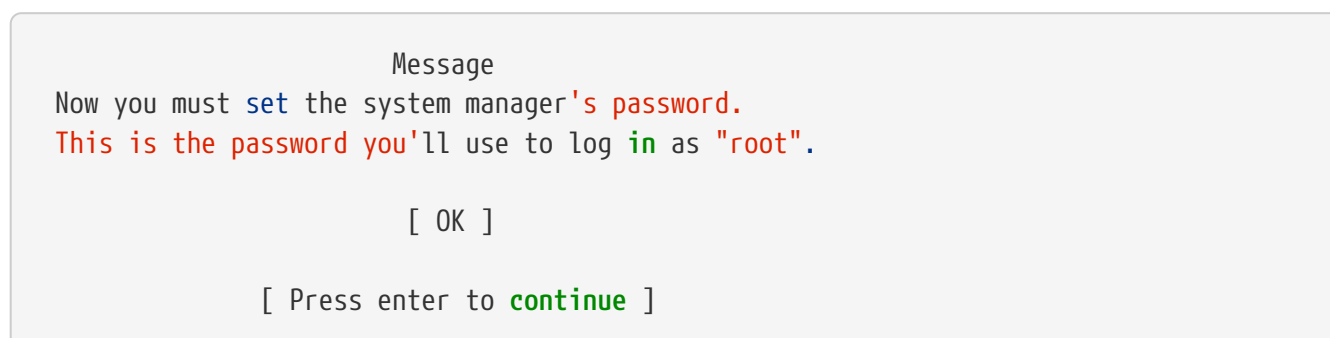 Message
Now you must set the system manager's password.
This is the password you'll use to log in as "root".
[ OK ]
[ Press enter to continue ]